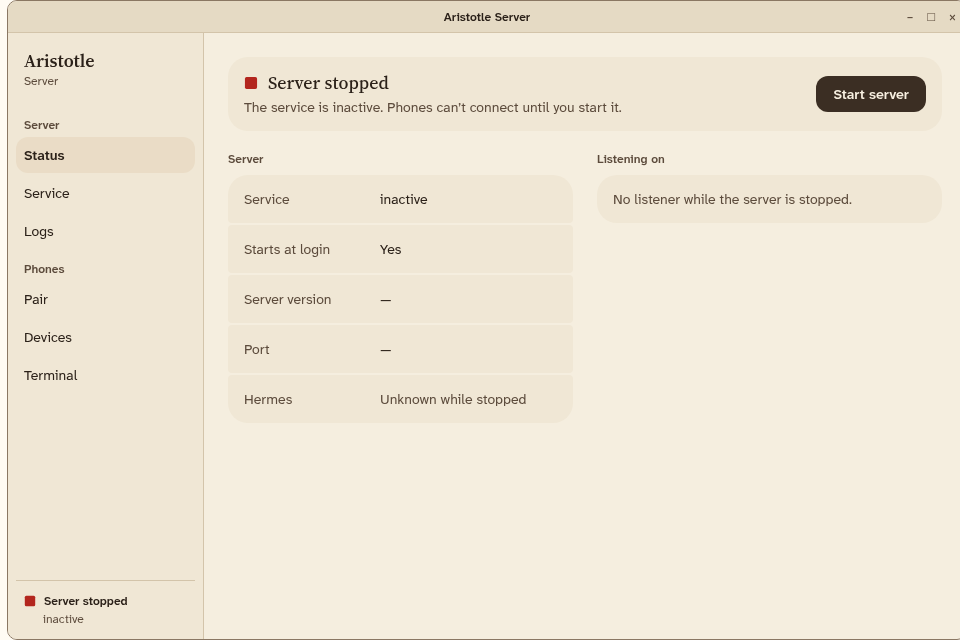 Aristotle Server
Aristotle
Server
Server
Status
Service
Logs
Phones
Pair
Devices
Terminal
Server stopped
inactive
Server stopped
The service is inactive. Phones can't connect until you start it.
Start server
Server
Service inactive
Starts at login Yes
Server version —
Port —
Hermes Unknown while stopped
Listening on
No listener while the server is stopped.